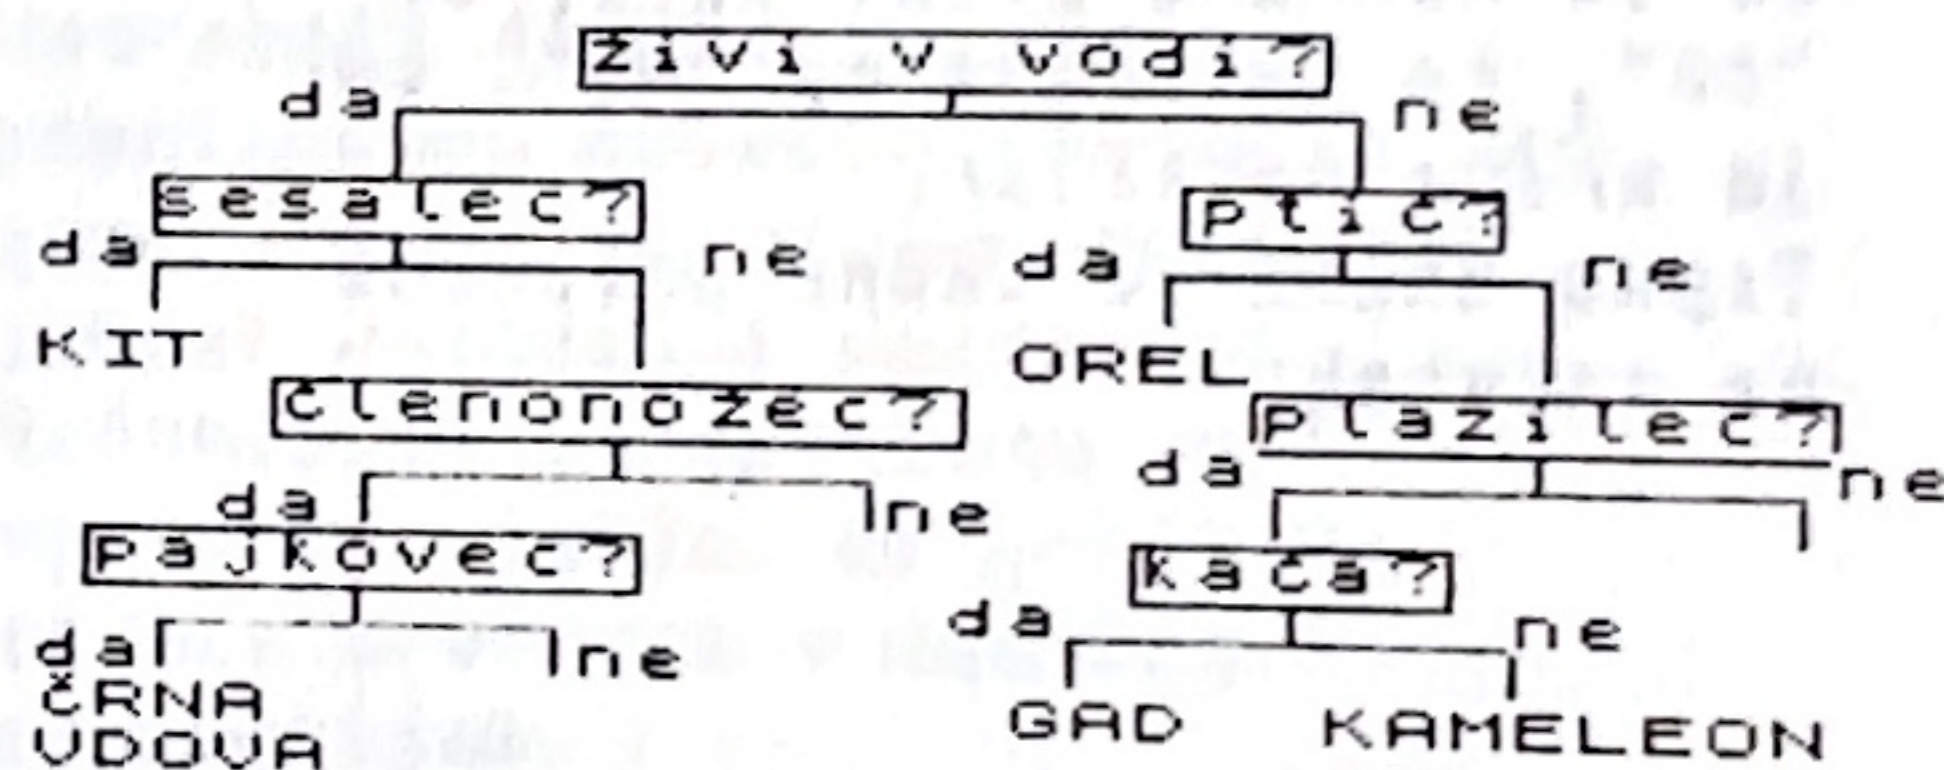 živi v vodi?
da
ne
sesalec?
ptič?
da
ne
da
ne
KIT
OREL
členonožec?
plazilec?
da
ne
da
ne
pajkovec?
kača?
da
ne
da
ne
ČRNA
VDOVA
GAD
KAMELEON